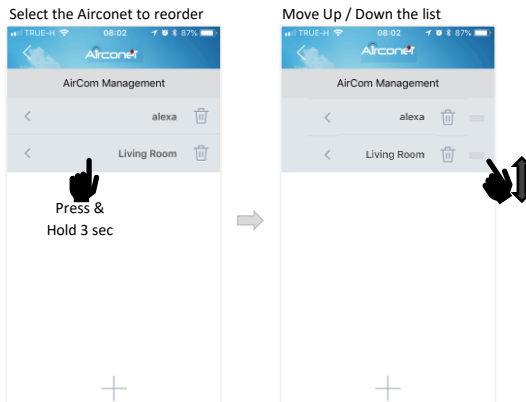 Select the Airconet to reorder
TRUE-H 08:02 87%
Airconet
AirCom Management
alexa
Living Room
Press &
Hold 3 sec
Move Up / Down the list
TRUE-H 08:02 87%
Airconet
AirCom Management
alexa
Living Room